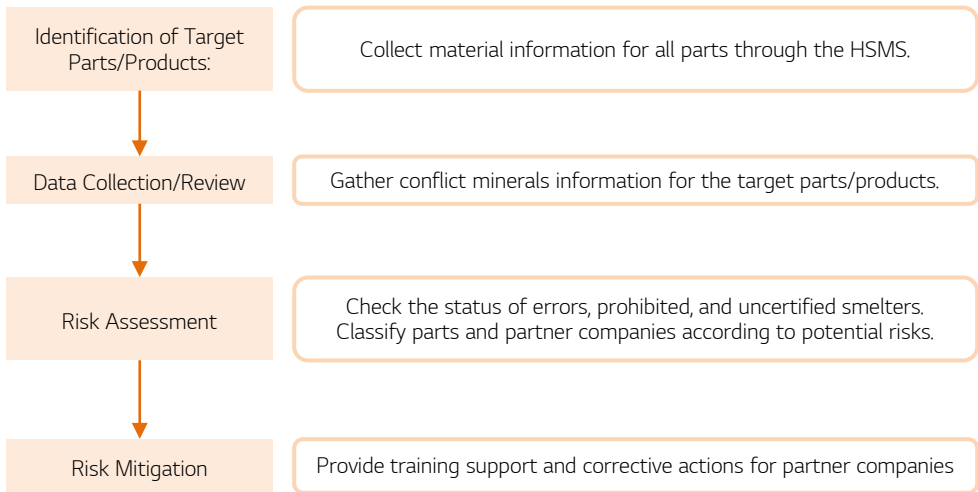 Identification of Target
Parts/Products:
Collect material information for all parts through the HSMS.
Data Collection/Review
Gather conflict minerals information for the target parts/products.
Risk Assessment
Check the status of errors, prohibited, and uncertified smelters.
Classify parts and partner companies according to potential risks.
Risk Mitigation
Provide training support and corrective actions for partner companies